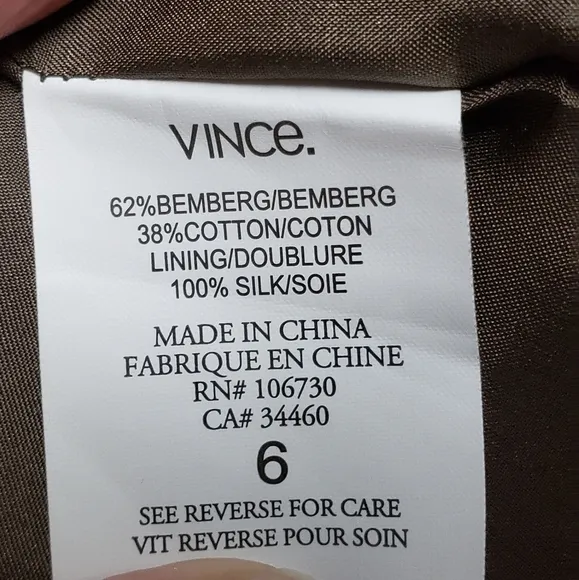 VINCe.
62%BEMBERG/BEMBERG
38%COTTON/COTON
LINING/DOUBLURE
100% SILK/SOIE
MADE IN CHINA
FABRIQUE EN CHINE
RN# 106730
CA# 34460
6
SEE REVERSE FOR CARE
VIT REVERSE POUR SOIN